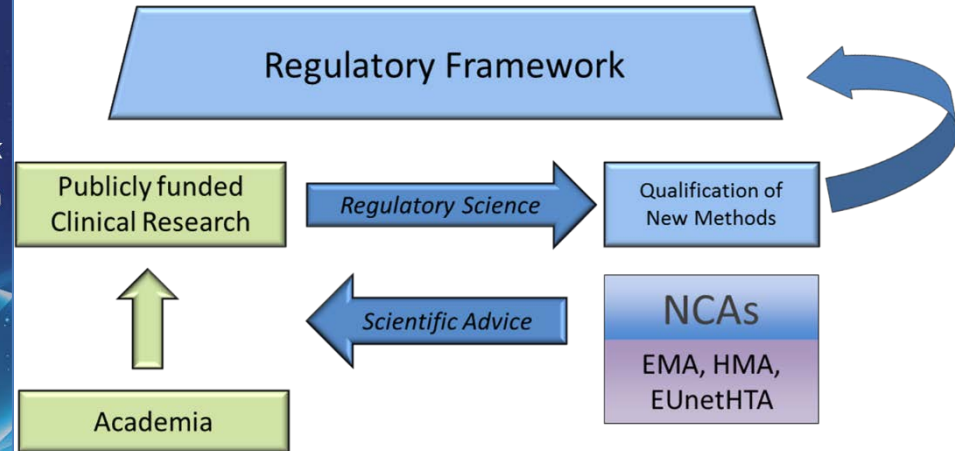 Regulatory Framework
Publicly funded
Clinical Research
Regulatory Science
Qualification of
New Methods
Scientific Advice
NCAs
EMA, HMA,
EUnetHTA
Academia